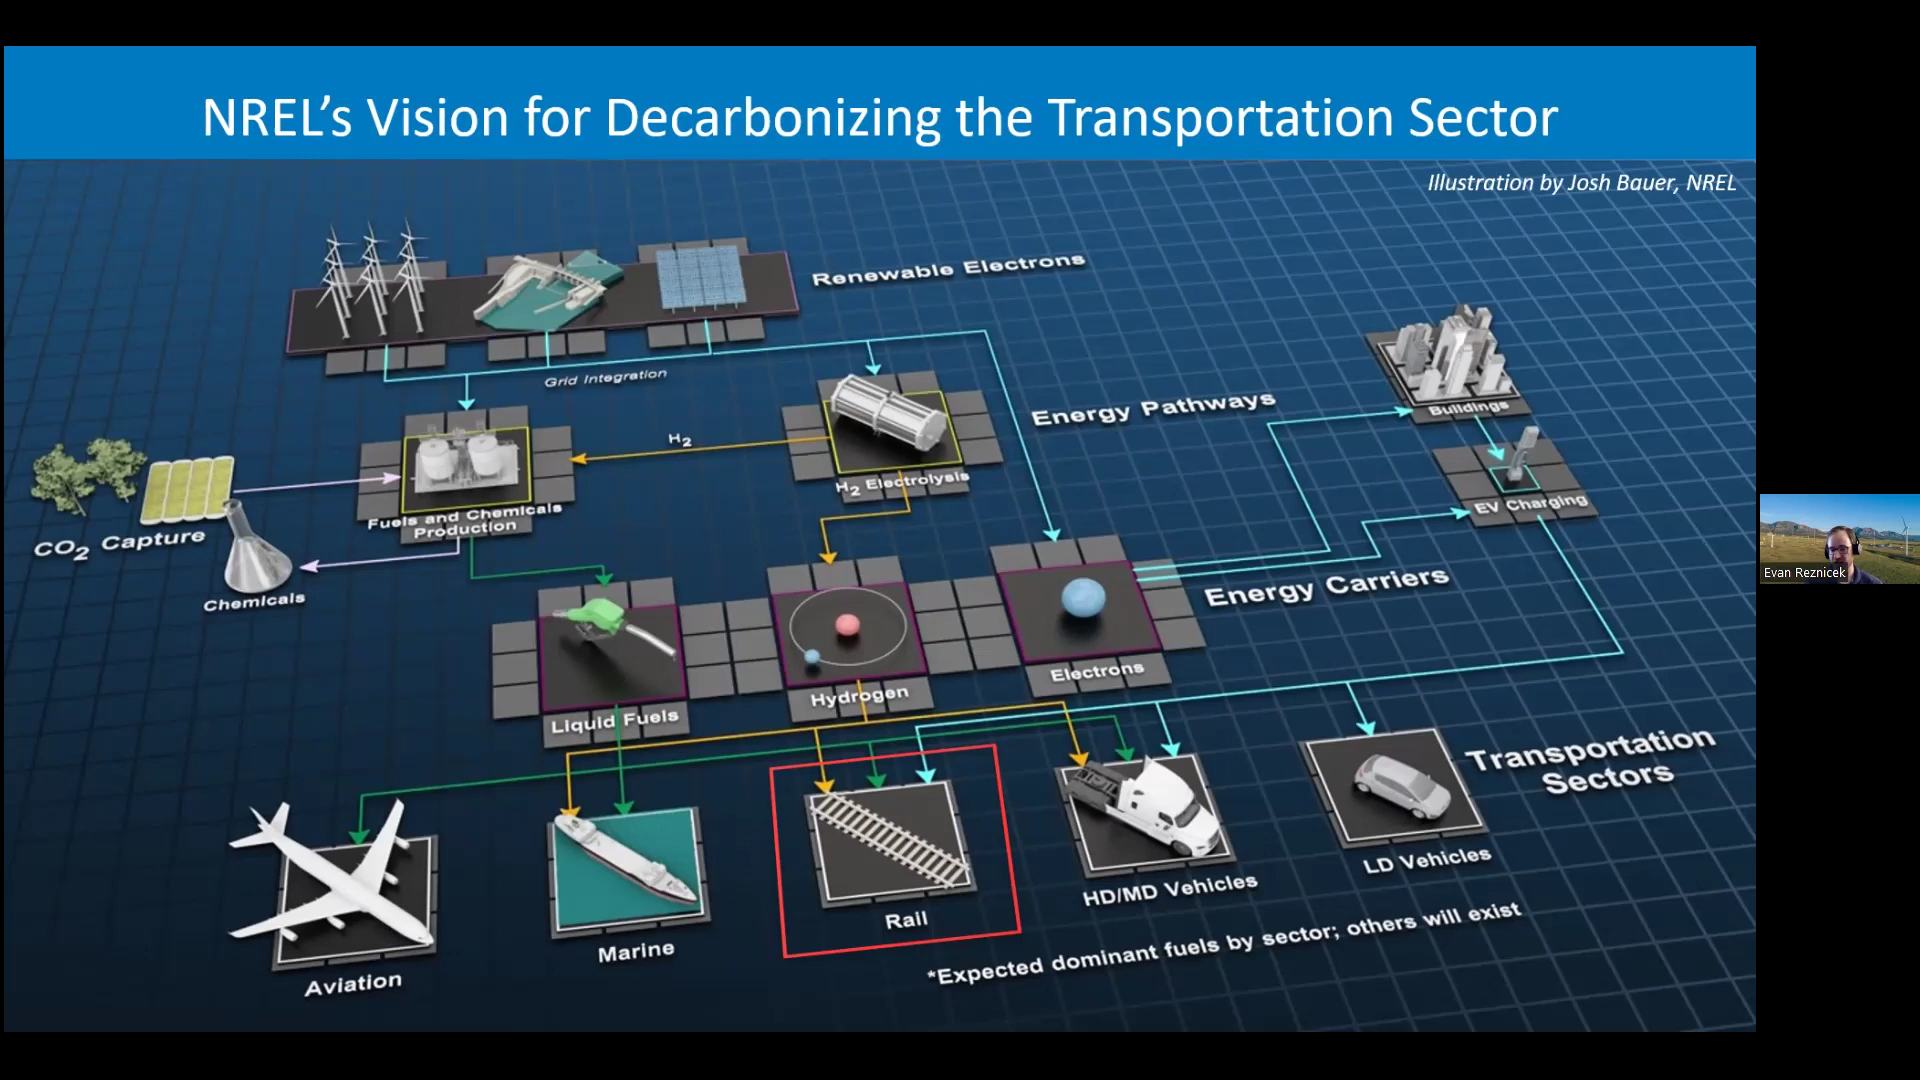 NREL’s Vision for Decarbonizing the Transportation Sector
Illustration by Josh Bauer, NREL
Renewable Electrons
Grid Integration
Energy Pathways
Buildings
EV Charging
H2
H2 Electrolysis
Fuels and Chemicals
Production
CO2 Capture
Chemicals
Energy Carriers
Liquid Fuels
Hydrogen
Electrons
Evan Reznicek
Transportation
Sectors
Aviation
Marine
Rail
HD/MD Vehicles
LD Vehicles
*Expected dominant fuels by sector; others will exist